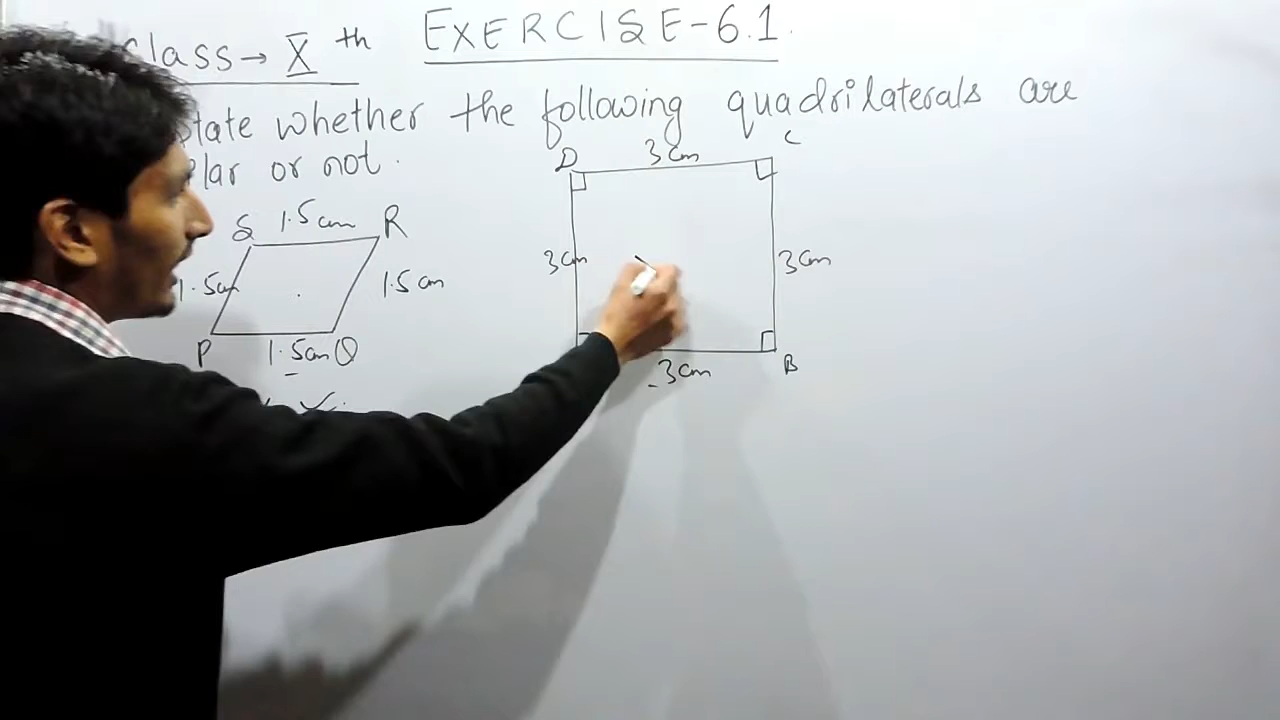 class → X th EXERCISE-6.1.
State whether the following quadrilaterals are
lar or not.
D 3cm C
S 1.5cm R
3cm 3cm
1.5cm 1.5cm
P 1.5cm Q
3cm B